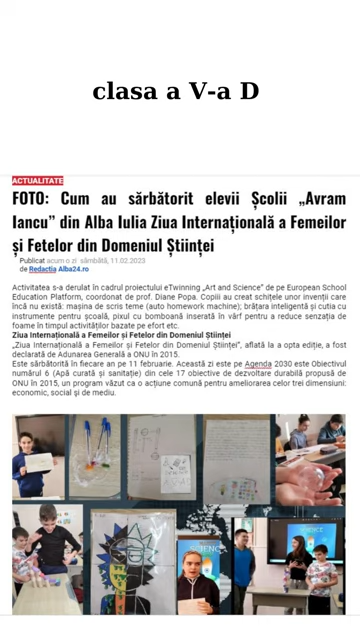 clasa a V-a D
ACTUALITATE
FOTO: Cum au sărbătorit elevii Școlii „Avram
Iancu” din Alba Iulia Ziua Internațională a Femeilor
și Fetelor din Domeniul Științei
Publicat acum o zi sâmbătă, 11.02.2023
de Redactia Alba24.ro
Activitatea s-a derulat în cadrul proiectului eTwinning „Art and Science” de pe European School
Education Platform, coordonat de prof. Diane Popa. Copiii au creat schițele unor invenții care
încă nu există: mașina de scris teme (auto homework machine); brățara inteligentă și cutia cu
instrumente pentru școală, pixul cu bomboană inserată în vârf pentru a reduce senzația de
foame în timpul activităților bazate pe efort etc.
Ziua Internațională a Femeilor și Fetelor din Domeniul Științei
„Ziua Internațională a Femeilor și Fetelor din Domeniul Științei”, aflată la a opta ediție, a fost
declarată de Adunarea Generală a ONU în 2015.
Este sărbătorită în fiecare an pe 11 februarie. Această zi este pe Agenda 2030 este Obiectivul
numărul 6 (Apă curată și sanitație) din cele 17 obiective de dezvoltare durabilă propusă de
ONU în 2015, un program văzut ca o acțiune comună pentru ameliorarea celor trei dimensiuni:
economic, social și de mediu.
SCIENCE